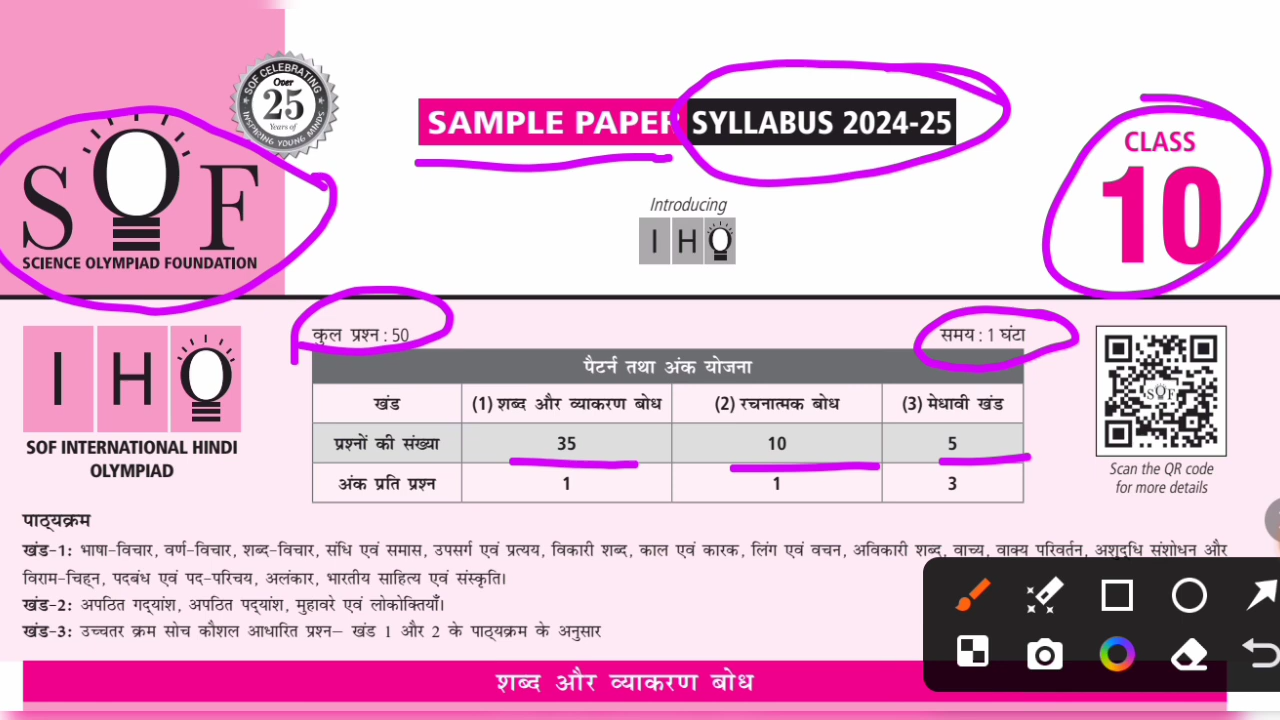 SOF CELEBRATING
Over
25
Years of
INSPIRING YOUNG MINDS
SOF
SCIENCE OLYMPIAD FOUNDATION
SAMPLE PAPER SYLLABUS 2024-25
Introducing
IHO
CLASS
10
IHO
SOF INTERNATIONAL HINDI
OLYMPIAD
कुल प्रश्न : 50 समय : 1 घंटा
पैटर्न तथा अंक योजना
खंड (1) शब्द और व्याकरण बोध (2) रचनात्मक बोध (3) मेधावी खंड
प्रश्नों की संख्या 35 10 5
अंक प्रति प्रश्न 1 1 3
SOF
Scan the QR code
for more details
पाठ्यक्रम
खंड-1: भाषा-विचार, वर्ण-विचार, शब्द-विचार, संधि एवं समास, उपसर्ग एवं प्रत्यय, विकारी शब्द, काल एवं कारक, लिंग एवं वचन, अविकारी शब्द, वाच्य, वाक्य परिवर्तन, अशुद्धि संशोधन और
विराम-चिह्न, पदबंध एवं पद-परिचय, अलंकार, भारतीय साहित्य एवं संस्कृति।
खंड-2: अपठित गद्यांश, अपठित पद्यांश, मुहावरे एवं लोकोक्तियाँ।
खंड-3: उच्चतर क्रम सोच कौशल आधारित प्रश्न– खंड 1 और 2 के पाठ्यक्रम के अनुसार
शब्द और व्याकरण बोध